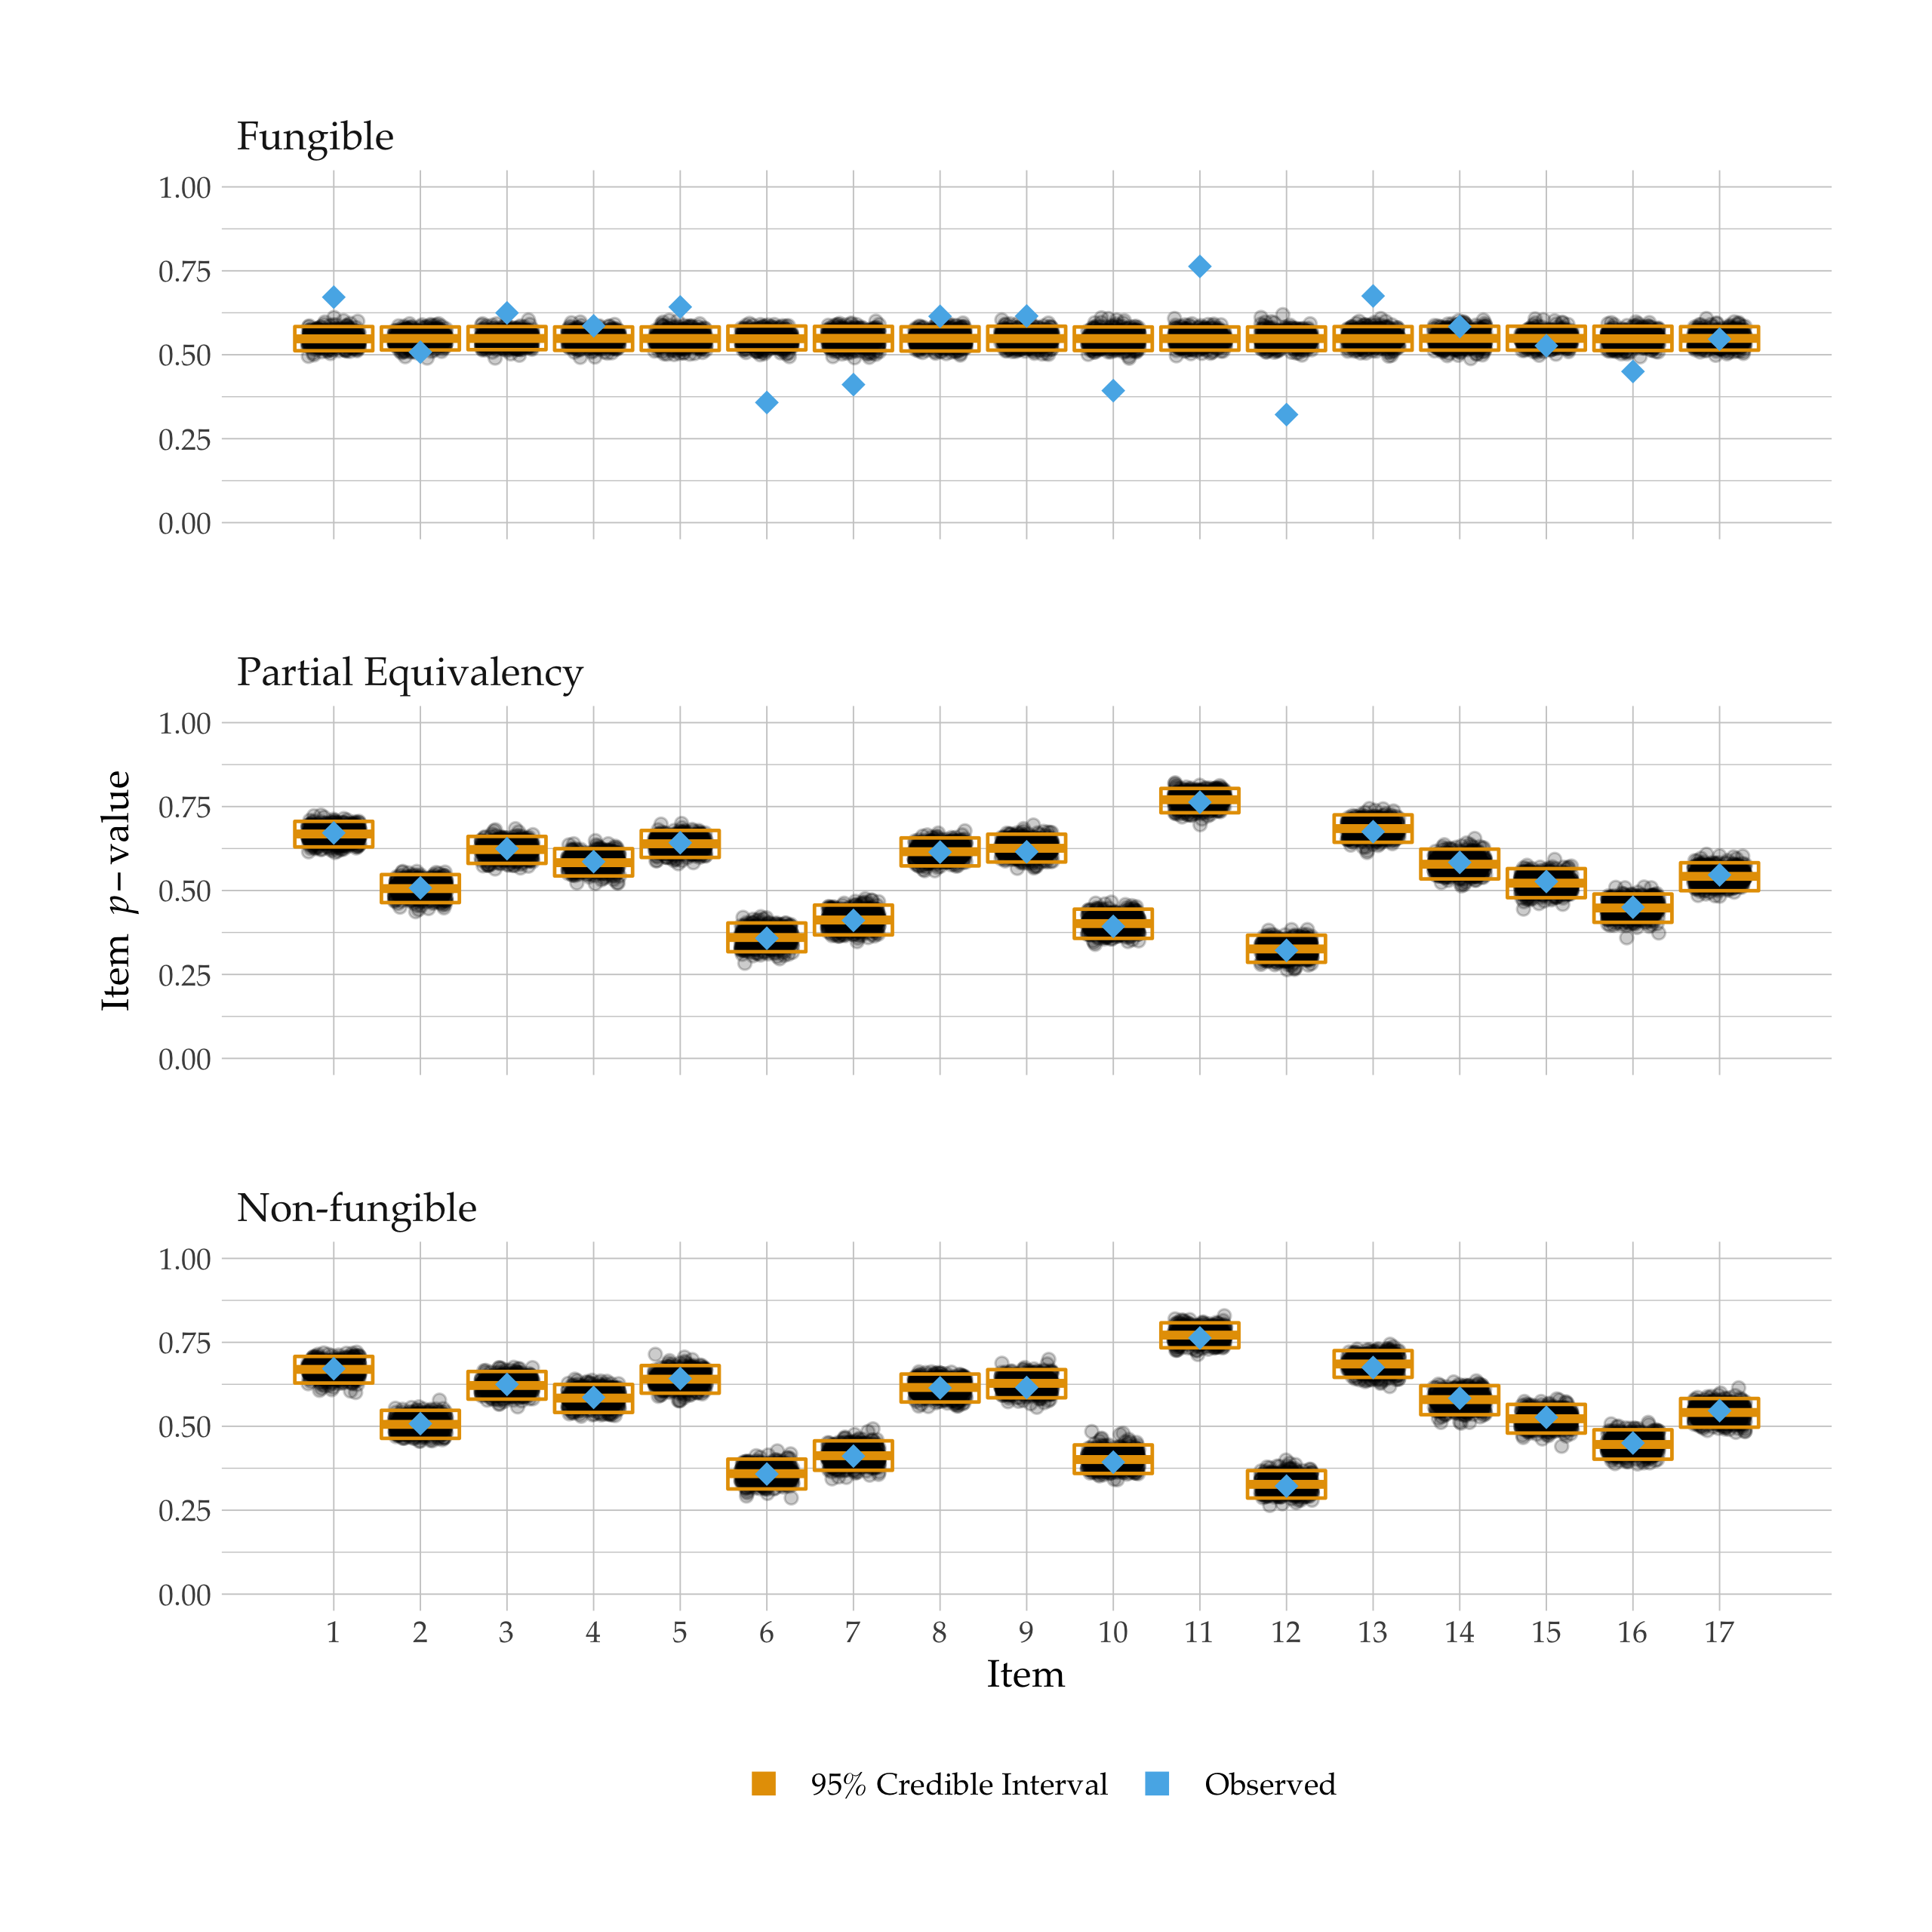 Fungible
1.00
0.75
0.50
0.25
0.00
Partial Equivalency
1.00
0.75
0.50
0.25
0.00
Item p − value
Non-fungible
1.00
0.75
0.50
0.25
0.00
1 2 3 4 5 6 7 8 9 10 11 12 13 14 15 16 17
Item
95% Credible Interval Observed